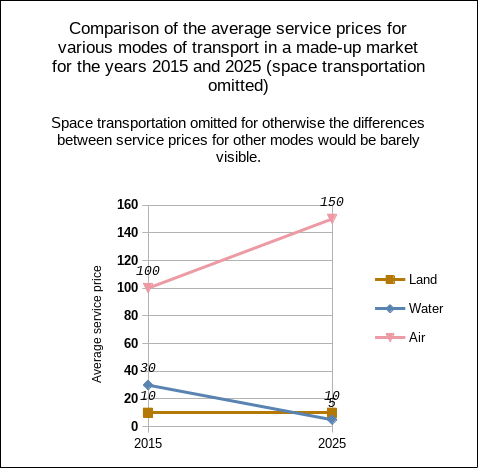 Comparison of the average service prices for
various modes of transport in a made-up market
for the years 2015 and 2025 (space transportation
omitted)
Space transportation omitted for otherwise the differences
between service prices for other modes would be barely
visible.
Average service price
160
140
120
100
80
60
40
20
0
100
150
30
10
10
5
2015
2025
Land
Water
Air